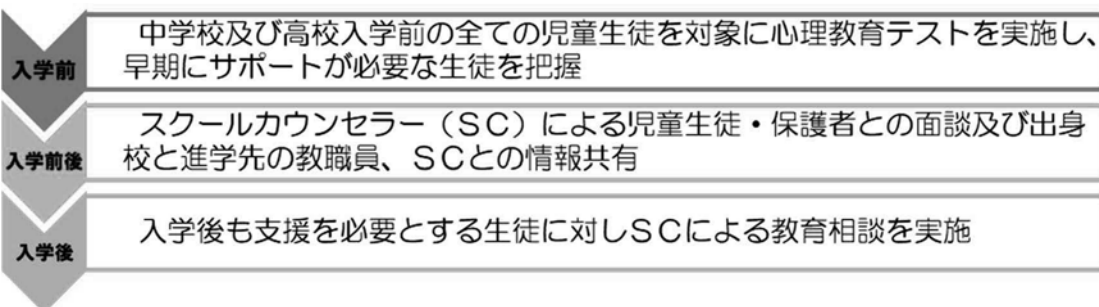 入学前
中学校及び高校入学前の全ての児童生徒を対象に心理教育テストを実施し、
早期にサポートが必要な生徒を把握
入学前後
スクールカウンセラー（ＳＣ）による児童生徒・保護者との面談及び出身
校と進学先の教職員、ＳＣとの情報共有
入学後
入学後も支援を必要とする生徒に対しＳＣによる教育相談を実施